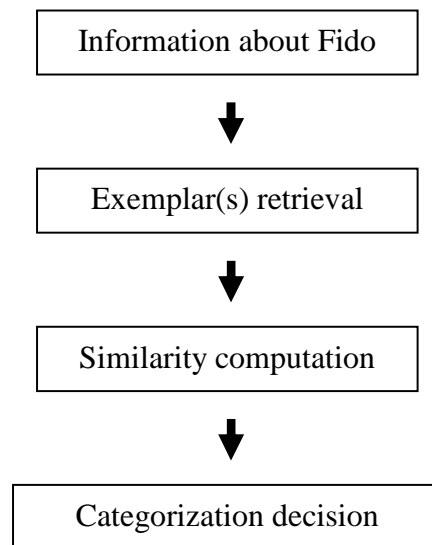 Information about Fido
Exemplar(s) retrieval
Similarity computation
Categorization decision